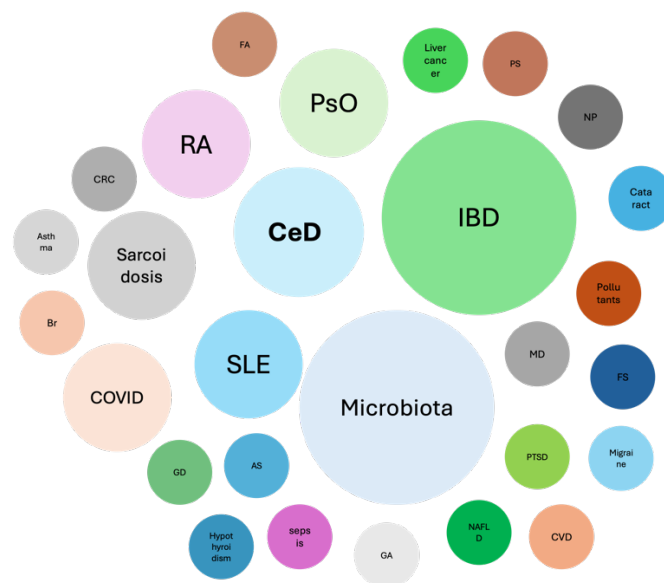 FA
Liver
canc
er
PS
PsO
NP
RA
CRC
Cata
ract
IBD
CeD
Asth
ma
Sarcoi
dosis
Pollu
tants
Br
MD
SLE
FS
COVID
Microbiota
GD
AS
PTSD
Migrai
ne
Hypot
hyroi
dism
seps
is
GA
NAFL
D
CVD